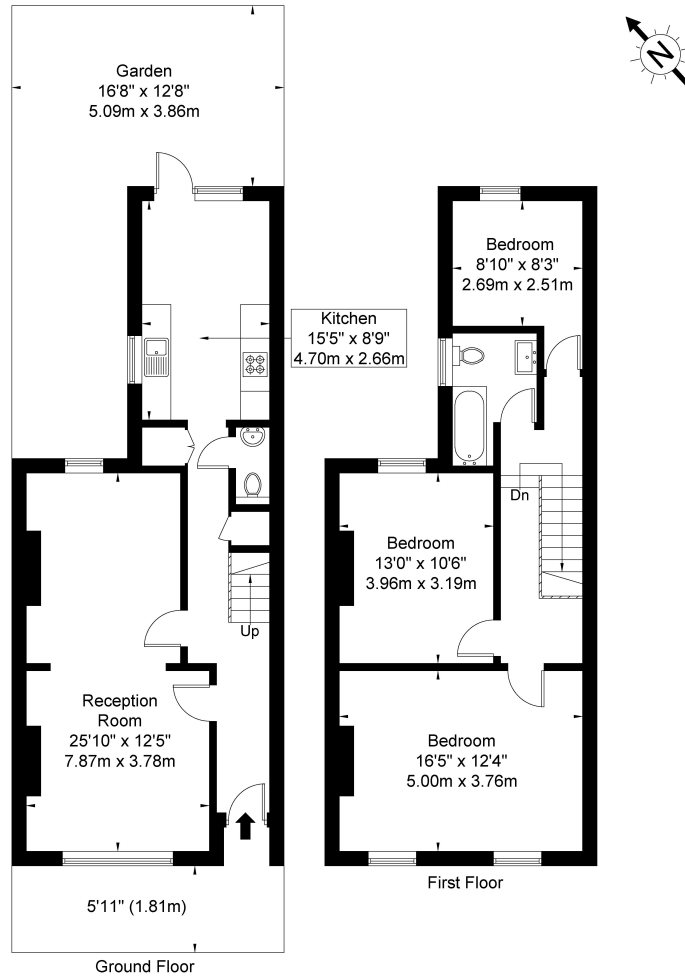 N
Garden
16'8" x 12'8"
5.09m x 3.86m
Kitchen
15'5" x 8'9"
4.70m x 2.66m
Up
Reception
Room
25'10" x 12'5"
7.87m x 3.78m
5'11" (1.81m)
Ground Floor
Bedroom
8'10" x 8'3"
2.69m x 2.51m
Dn
Bedroom
13'0" x 10'6"
3.96m x 3.19m
Bedroom
16'5" x 12'4"
5.00m x 3.76m
First Floor